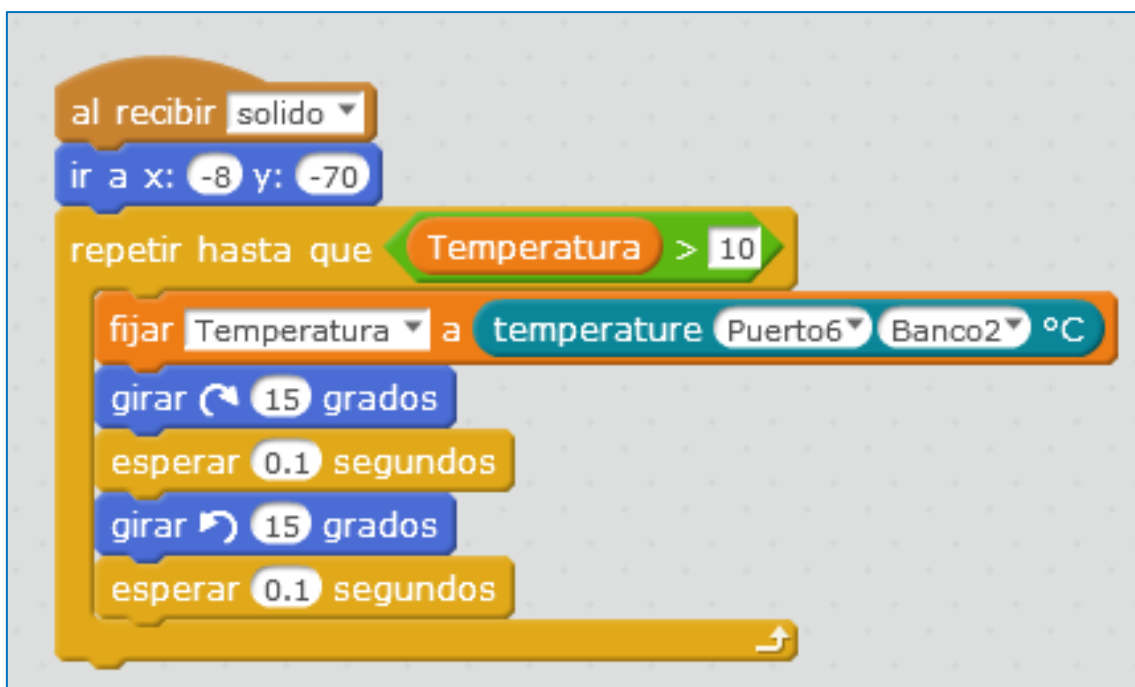 al recibir solido
ir a x: -8 y: -70
repetir hasta que Temperatura > 10
fijar Temperatura a temperature Puerto6 Banco2 ºC
girar 15 grados
esperar 0.1 segundos
girar 15 grados
esperar 0.1 segundos